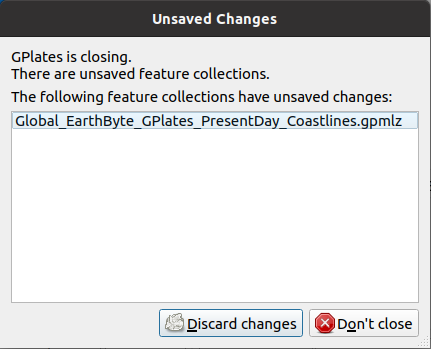 Unsaved Changes
GPlates is closing.
There are unsaved feature collections.
The following feature collections have unsaved changes:
Global_EarthByte_GPlates_PresentDay_Coastlines.gpmlz
Discard changes
Don't close